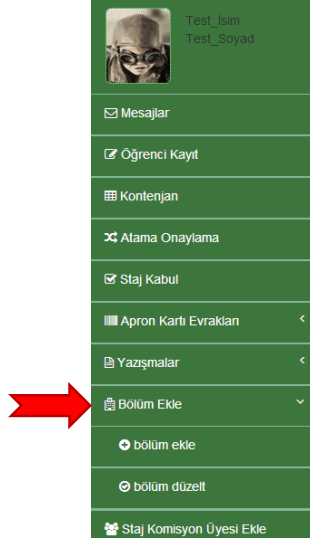 Test_İsim
Test_Soyad
Mesajlar
Öğrenci Kayıt
Kontenjan
Atama Onaylama
Staj Kabul
Apron Kartı Evrakları
Yazışmalar
Bölüm Ekle
bölüm ekle
bölüm düzelt
Staj Komisyon Üyesi Ekle